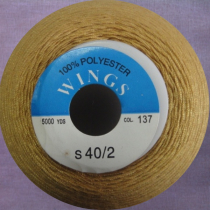 100% POLYESTER
WINGS
5000 YDS COL. 137
S 40/2